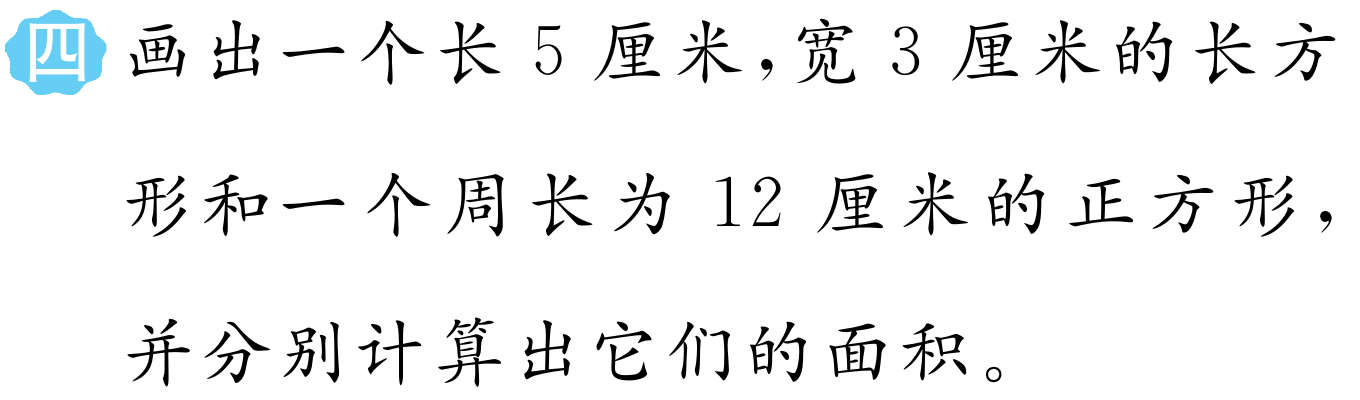 四 画出一个长 5 厘米,宽 3 厘米的长方
形和一个周长为 12 厘米的正方形,
并分别计算出它们的面积。